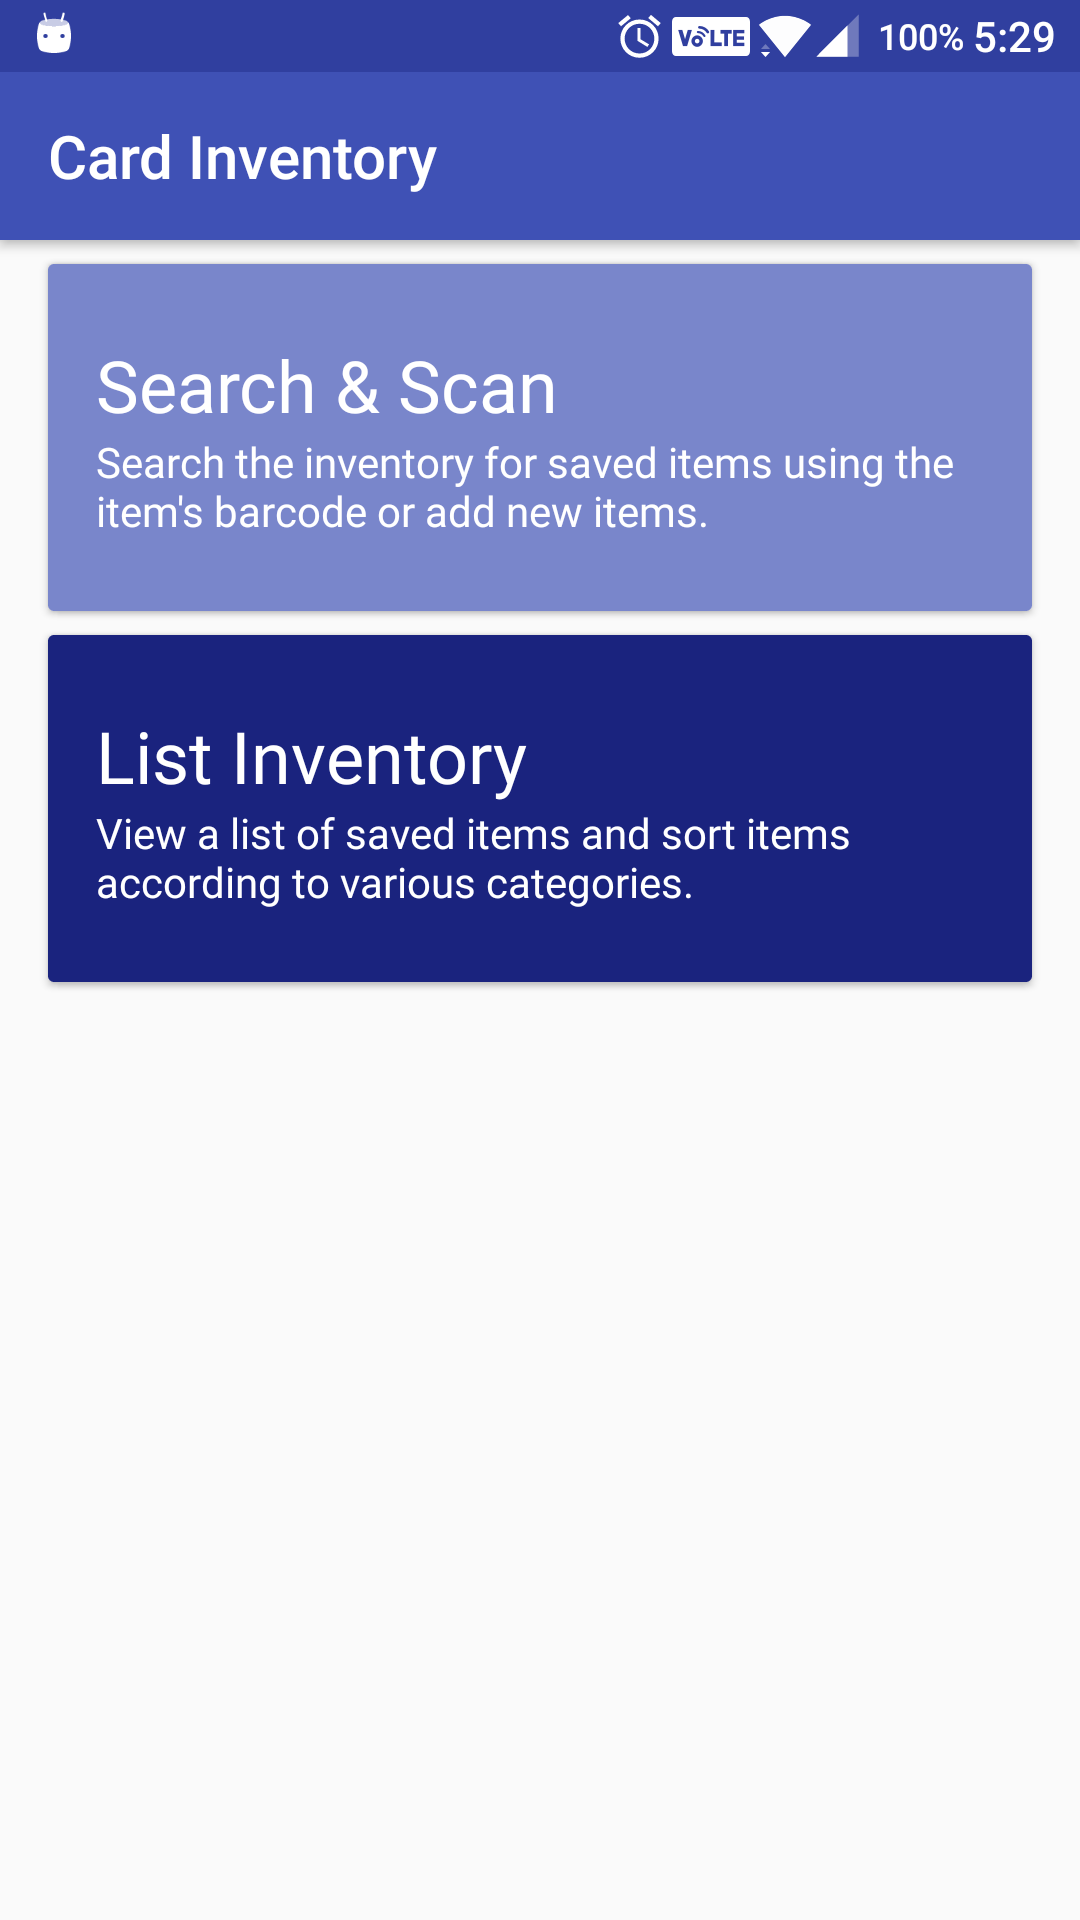 VoLTE 100% 5:29
Card Inventory
Search & Scan
Search the inventory for saved items using the
item's barcode or add new items.
List Inventory
View a list of saved items and sort items
according to various categories.